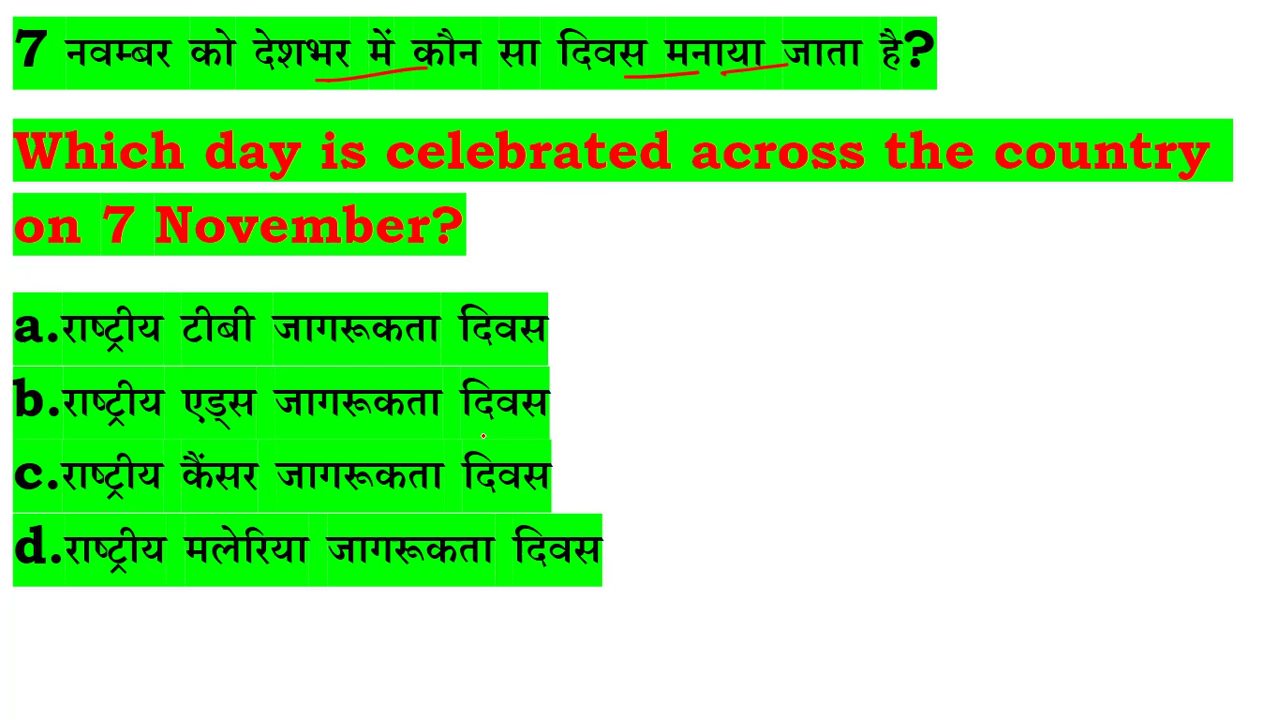 7 नवम्बर को देशभर में कौन सा दिवस मनाया जाता है?
Which day is celebrated across the country
on 7 November?
a.राष्ट्रीय टीबी जागरूकता दिवस
b.राष्ट्रीय एड्स जागरूकता दिवस
c.राष्ट्रीय कैंसर जागरूकता दिवस
d.राष्ट्रीय मलेरिया जागरूकता दिवस